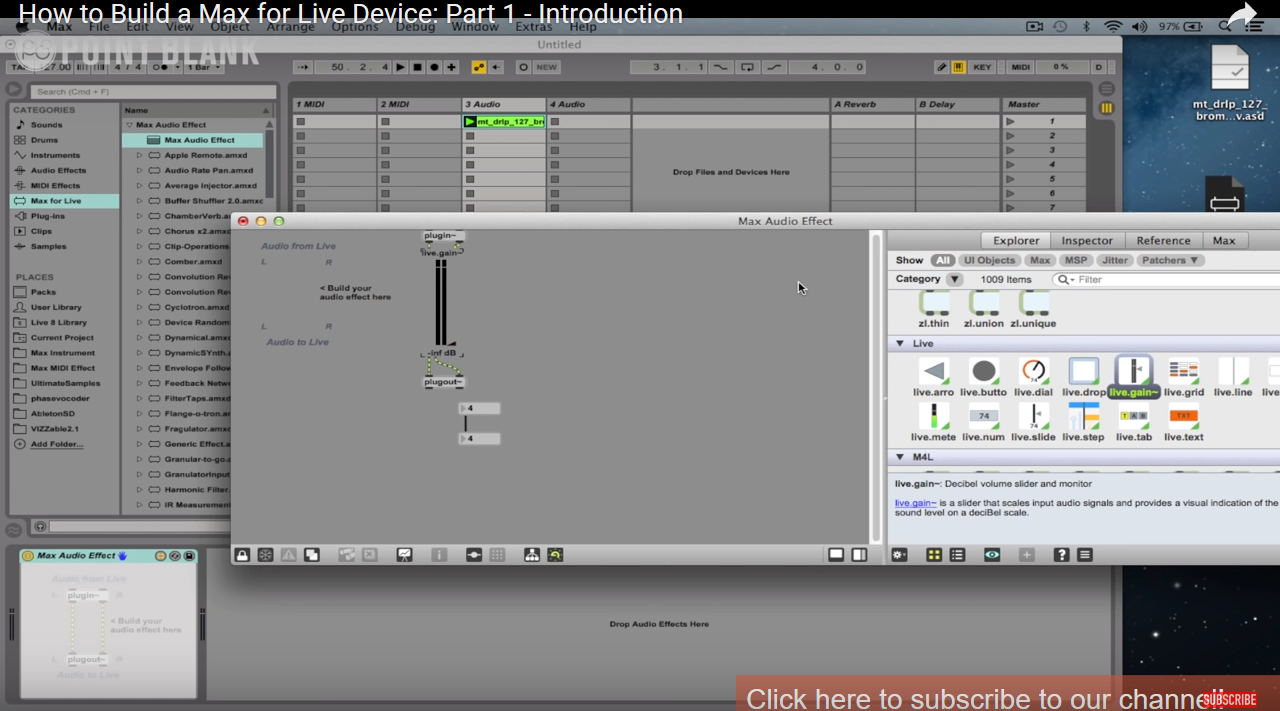 How to Build a Max for Live Device: Part 1 - Introduction
Max File Edit View Object Arrange Options Debug Window Extras Help 97%
POINT BLANK
Untitled
4 / 4 1 Bar 50. 2. 4 NEW 3. 1. 1 4. 0. 0 KEY MIDI 0 % D
Search (Cmd + F)
CATEGORIES
Sounds
Drums
Instruments
Audio Effects
MIDI Effects
Max for Live
Plug-ins
Clips
Samples
PLACES
Packs
User Library
Live 8 Library
Current Project
Max Instrument
Max MIDI Effect
UltimateSamples
phasevocoder
AbletonSD
VIZZable2.1
Add Folder...
Name
Max Audio Effect
Max Audio Effect
Apple Remote.amxd
Audio Rate Pan.amxd
Average Injector.amxd
Buffer Shuffler 2.0.amxc
ChamberVerb.a
Chorus x2.amx
Clip-Operations
Comber.amxd
Convolution Re
Convolution Re
Cyclotron.amxd
Device Random
Dynamical.amx
DynamicSYnth.
Envelope Follow
Feedback Netw
FilterTaps.amxd
Flange-o-tron.ar
Fragulator.amxc
Generic Effect.a
Granular-to-go.a
GranulatorInput
Harmonic Filter.
IR Measuremen
1 MIDI 2 MIDI 3 Audio 4 Audio A Reverb B Delay Master
mt_drlp_127_br
1
2
3
4
5
6
7
Drop Files and Devices Here
mt_drlp_127_
brom...v.asd
Max Audio Effect
plugin~
Audio from Live
live.gain~
L R
< Build your
audio effect here
L R
Audio to Live
-inf dB
plugout~
4
4
Explorer Inspector Reference Max
Show All UI Objects Max MSP Jitter Patchers ▼
Category ▼ 1009 Items Filter
zl.thin zl.union zl.unique
▼ Live
live.arro live.butto live.dial live.drop live.gain~ live.grid live.line live
live.mete live.num live.slide live.step live.tab live.text
▼ M4L
live.gain~: Decibel volume slider and monitor
live.gain~ is a slider that scales input audio signals and provides a visual indication of the
sound level on a deciBel scale.
Max Audio Effect
Audio from Live
L plugin~ R
< Build your
audio effect here
L plugout~ R
Audio to Live
Drop Audio Effects Here
Click here to subscribe to our channel!
SUBSCRIBE